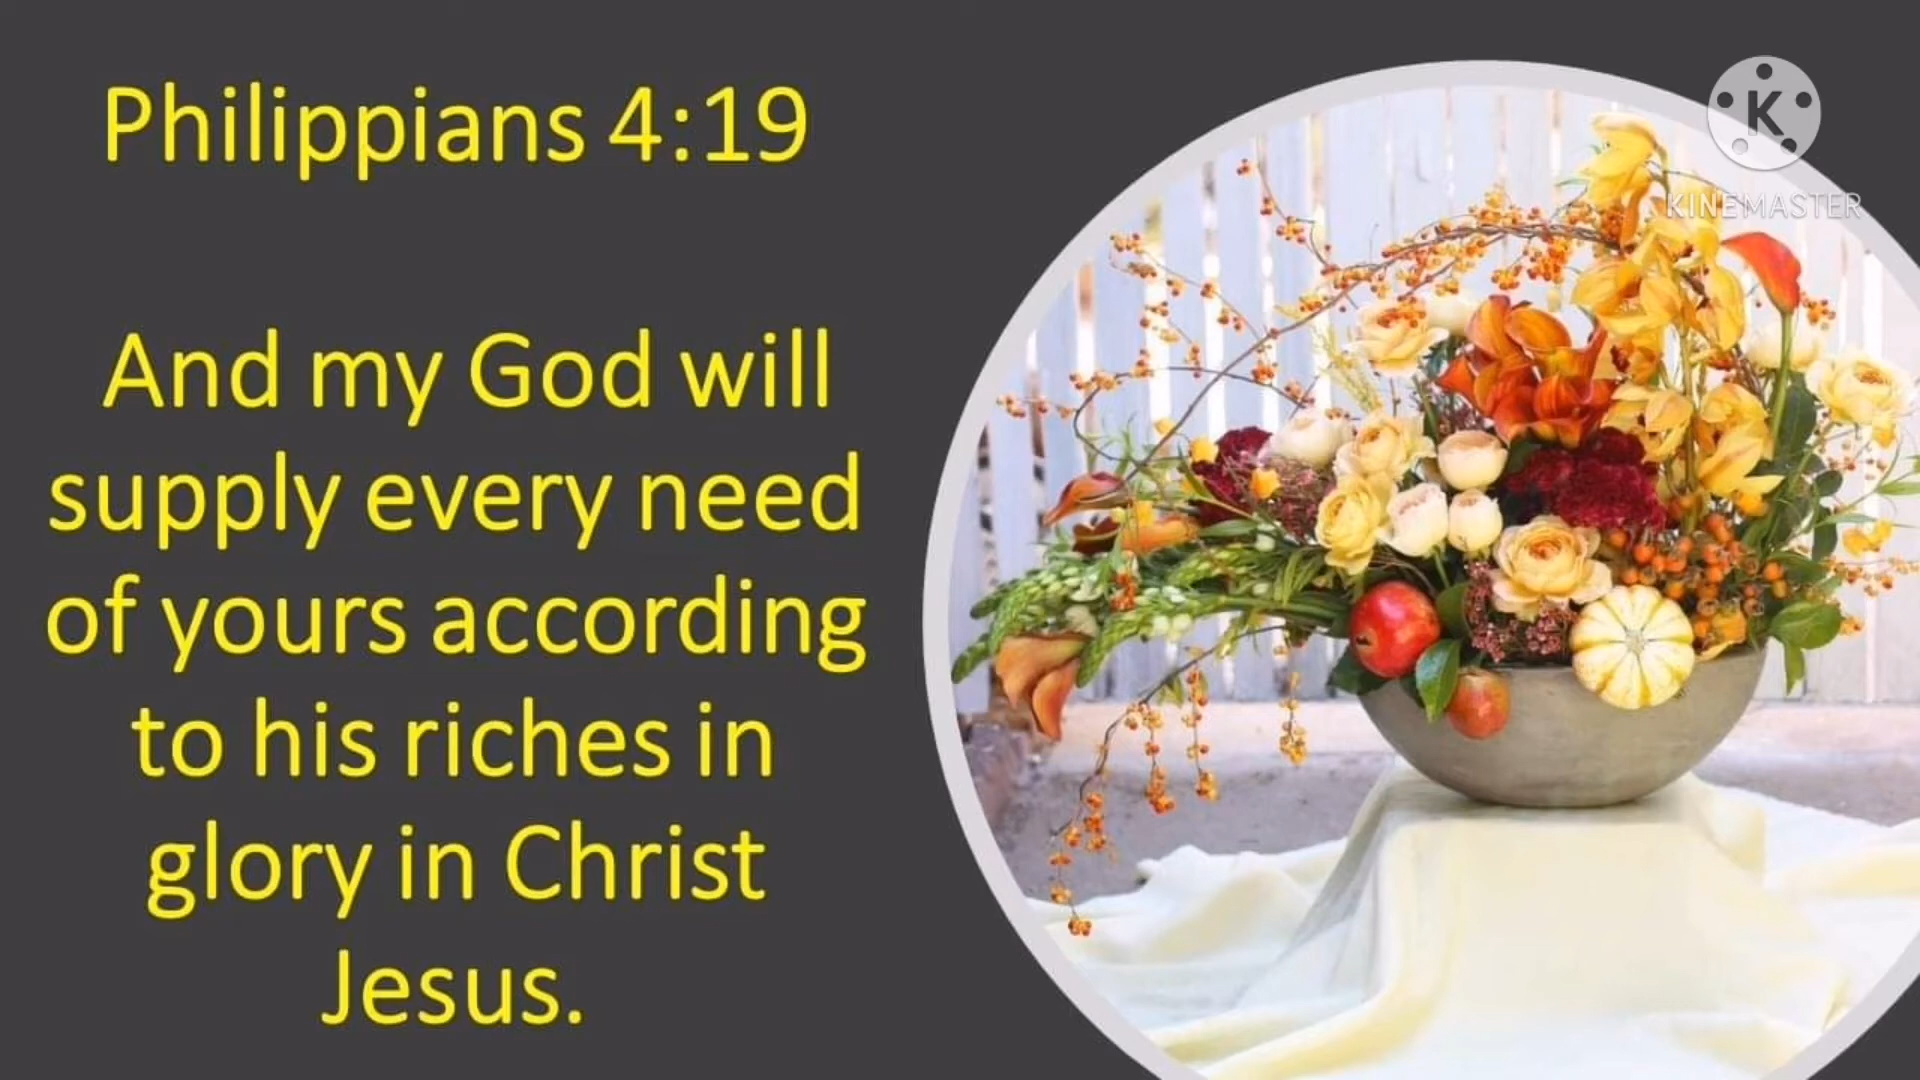 Philippians 4:19
And my God will
supply every need
of yours according
to his riches in
glory in Christ
Jesus.
K
KINEMASTER